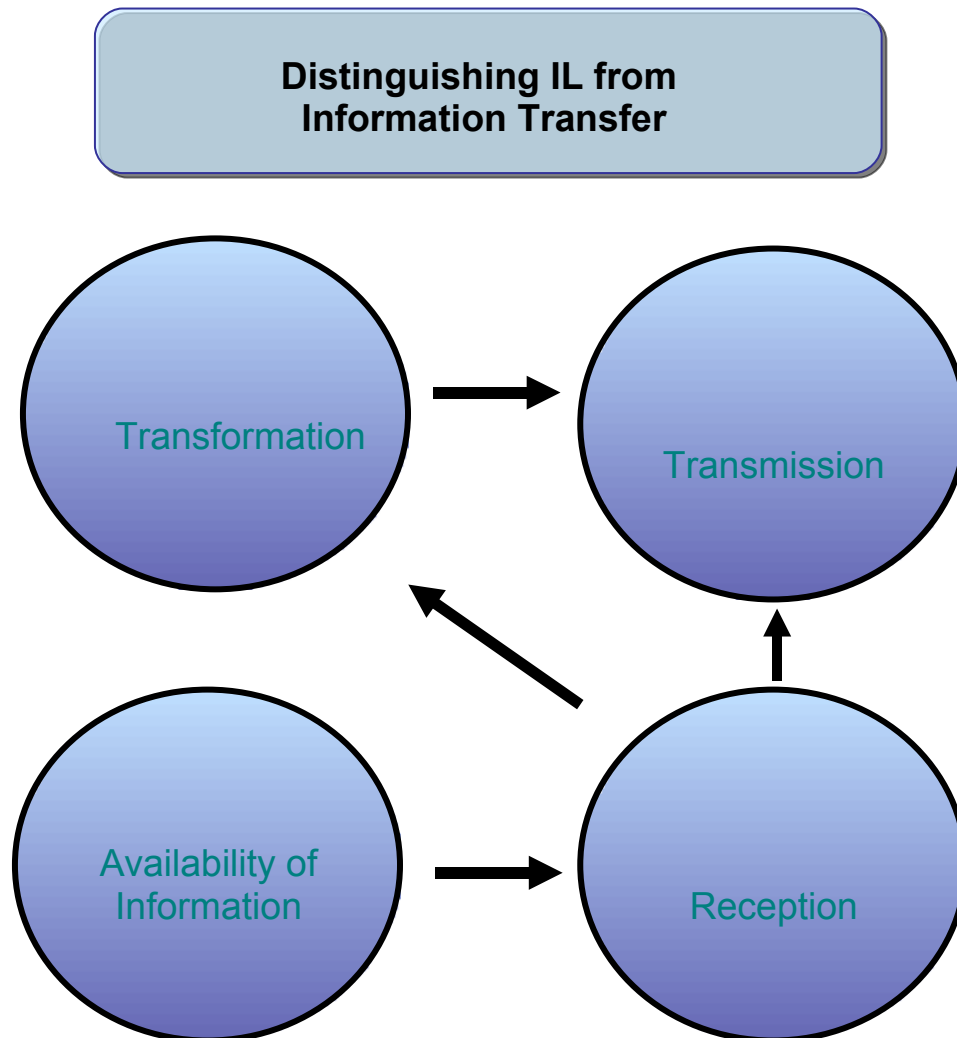 Distinguishing IL from
Information Transfer
Transformation
Transmission
Availability of
Information
Reception